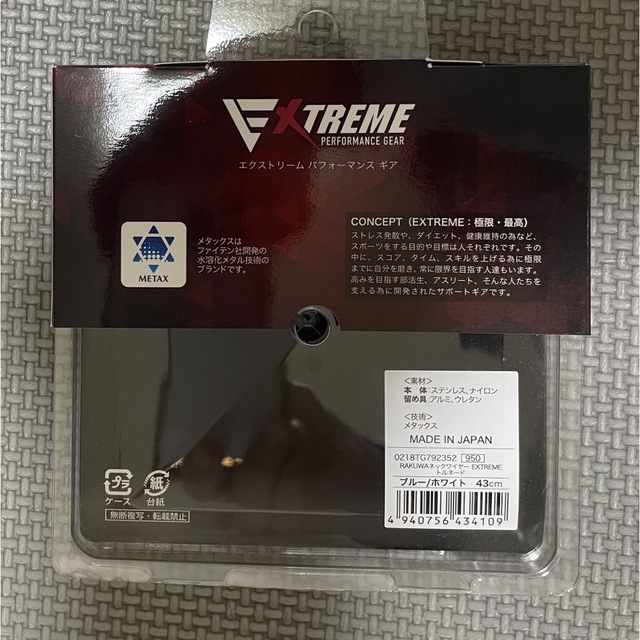 EXTREME
PERFORMANCE GEAR
エクストリーム パフォーマンス ギア
METAX
メタックスは
ファイテン社開発の
水溶化メタル技術の
ブランドです。
CONCEPT（EXTREME：極限・最高）
ストレス発散や、ダイエット、健康維持の為など、
スポーツをする目的や目標は人それぞれです。その
中に、スコア、タイム、スキルを上げる為に極限
までに自分を磨き、常に限界を目指す人達もいます。
高みを目指す部活生、アスリート、そんな人たちを
支える為に開発されたサポートギアです。
＜素材＞
本　体：ステンレス、ナイロン
留め具：アルミ、ウレタン
＜技術＞
メタックス
MADE IN JAPAN
0218TG792352 950
RAKUWAネックワイヤー EXTREME
トルネード
ブルー/ホワイト 43cm
4 940756 434109
プラ
ケース
紙
台紙
無断複写・転載禁止